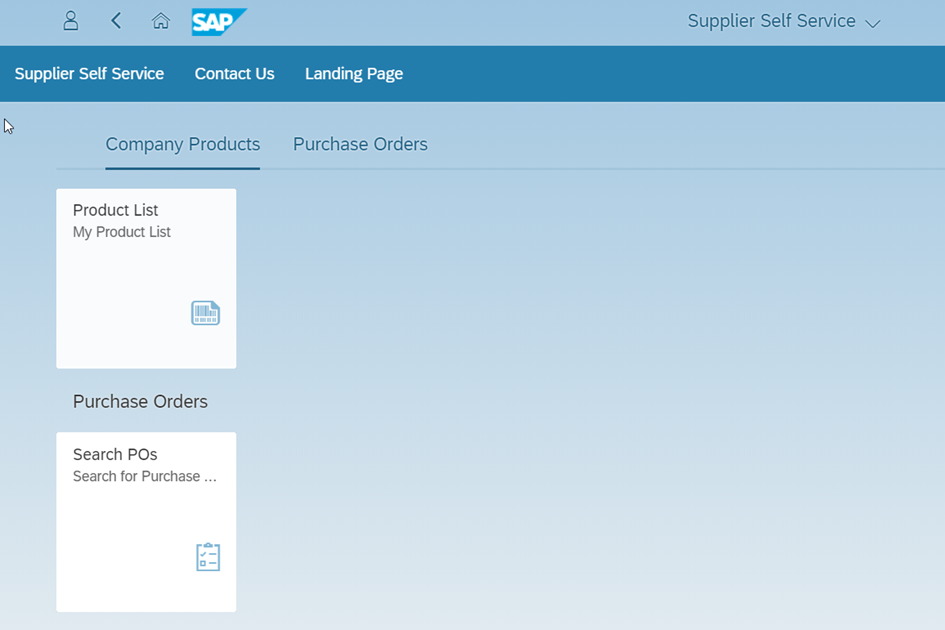 SAP
Supplier Self Service
Supplier Self Service
Contact Us
Landing Page
Company Products
Purchase Orders
Product List
My Product List
Purchase Orders
Search POs
Search for Purchase ...